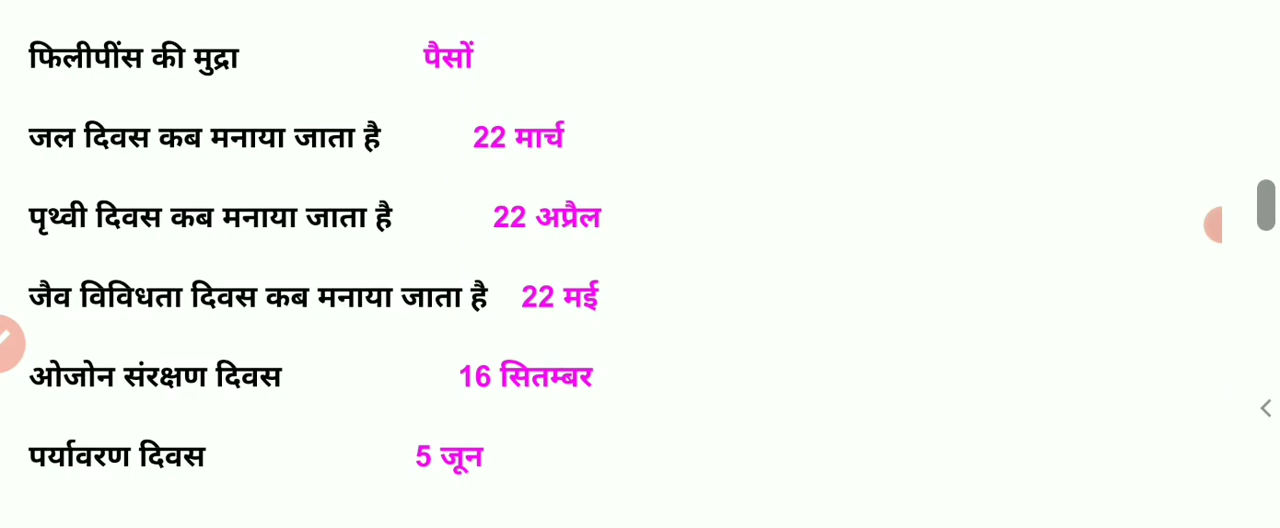 फिलीपींस की मुद्रा पैसों
जल दिवस कब मनाया जाता है 22 मार्च
पृथ्वी दिवस कब मनाया जाता है 22 अप्रैल
जैव विविधता दिवस कब मनाया जाता है 22 मई
ओजोन संरक्षण दिवस 16 सितम्बर
पर्यावरण दिवस 5 जून